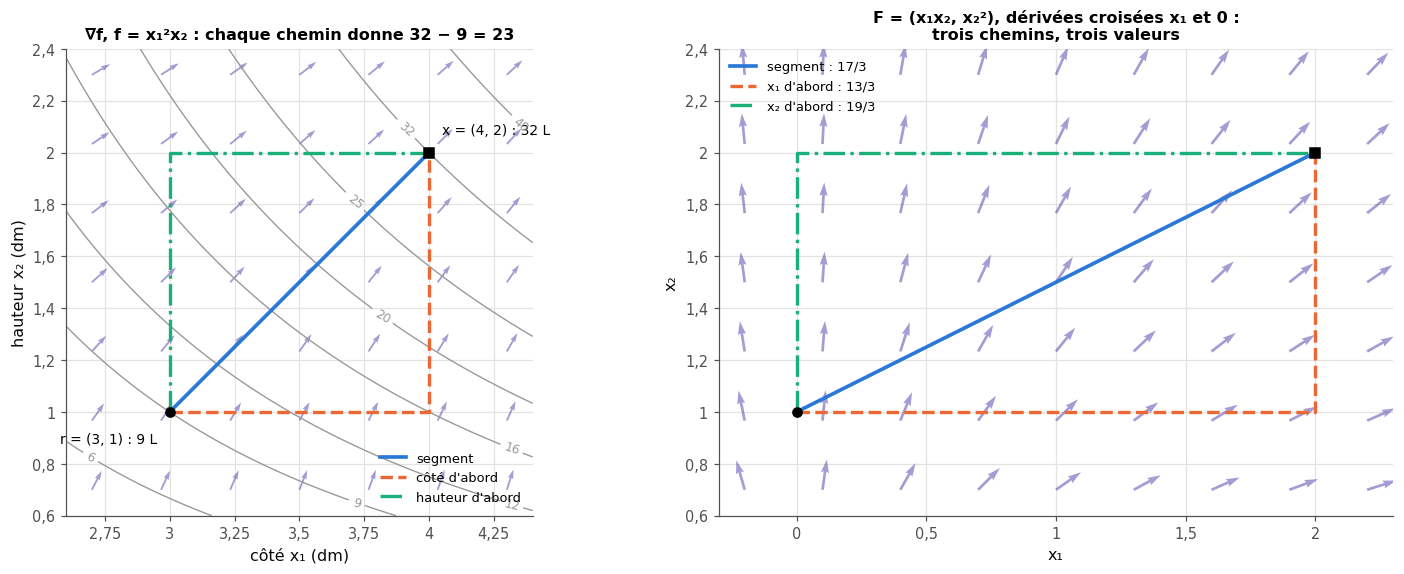 ∇f, f = x₁²x₂ : chaque chemin donne 32 − 9 = 23
2,4
2,2
2
1,8
1,6
1,4
1,2
1
0,8
0,6
hauteur x₂ (dm)
32
40
x = (4, 2) : 32 L
25
20
16
12
9
6
r = (3, 1) : 9 L
segment
côté d'abord
hauteur d'abord
2,75
3
3,25
3,5
3,75
4
4,25
côté x₁ (dm)
F = (x₁x₂, x₂²), dérivées croisées x₁ et 0 :
trois chemins, trois valeurs
segment : 17/3
x₁ d'abord : 13/3
x₂ d'abord : 19/3
2,4
2,2
2
1,8
1,6
1,4
1,2
1
0,8
0,6
x₂
0
0,5
1
1,5
2
x₁